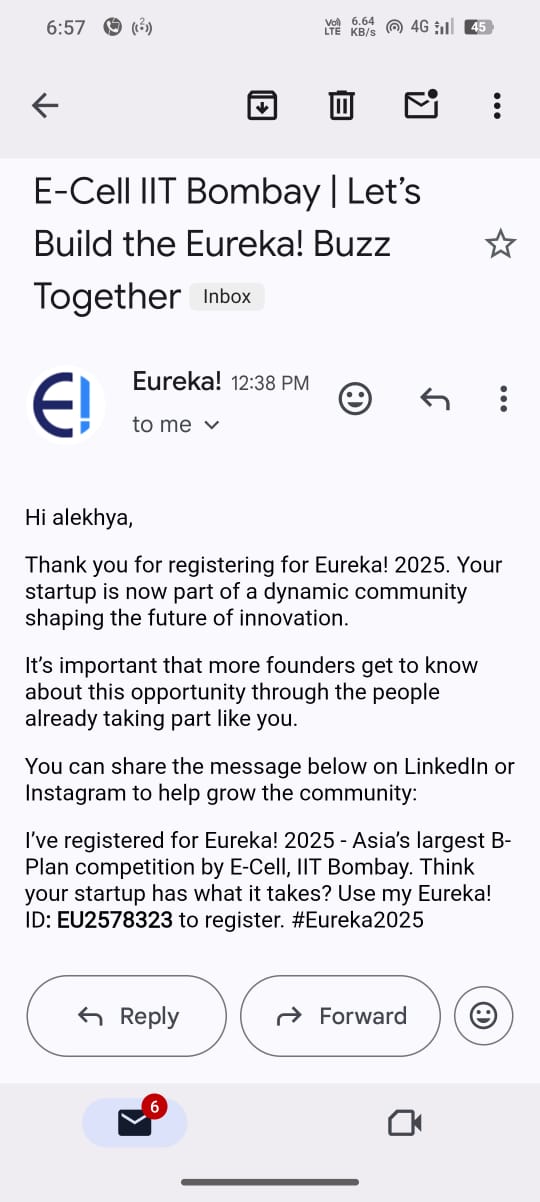 6:57
Vo)) LTE 6.64 KB/s 4G 45
E-Cell IIT Bombay | Let’s
Build the Eureka! Buzz
Together Inbox
Eureka! 12:38 PM
to me
Hi alekhya,
Thank you for registering for Eureka! 2025. Your
startup is now part of a dynamic community
shaping the future of innovation.
It’s important that more founders get to know
about this opportunity through the people
already taking part like you.
You can share the message below on LinkedIn or
Instagram to help grow the community:
I’ve registered for Eureka! 2025 - Asia’s largest B-
Plan competition by E-Cell, IIT Bombay. Think
your startup has what it takes? Use my Eureka!
ID: EU2578323 to register. #Eureka2025
Reply Forward
6